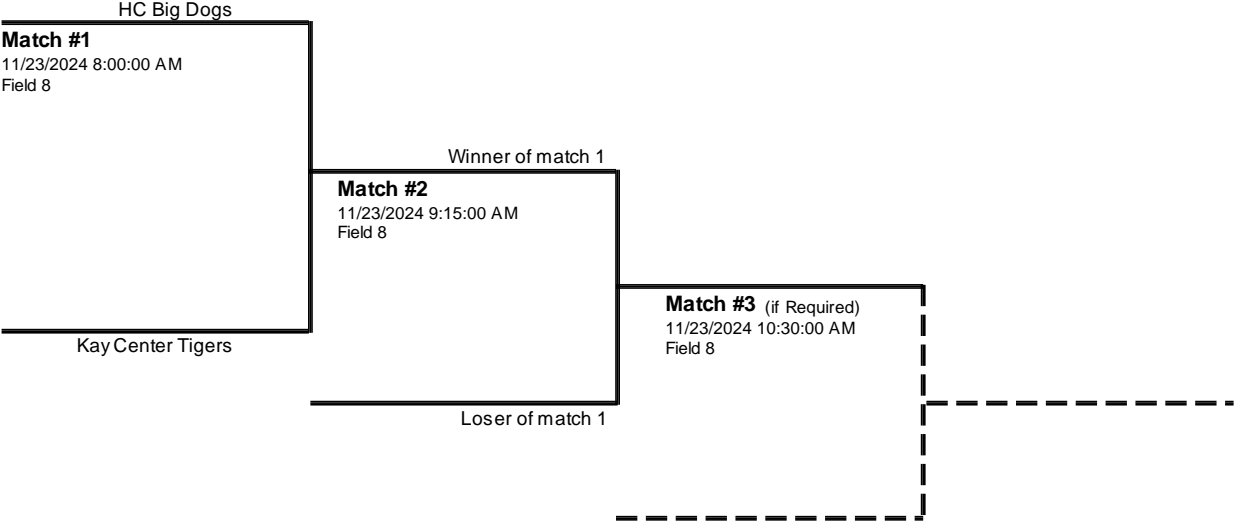 HC Big Dogs
Match #1
11/23/2024 8:00:00 AM
Field 8
Kay Center Tigers
Winner of match 1
Match #2
11/23/2024 9:15:00 AM
Field 8
Loser of match 1
Match #3 (if Required)
11/23/2024 10:30:00 AM
Field 8